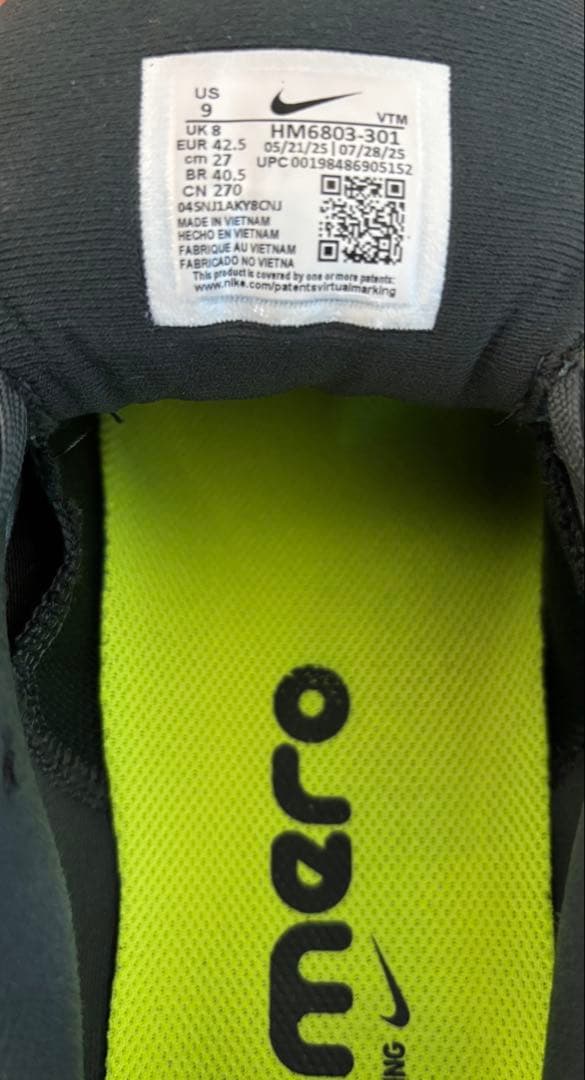 US
9
VTM
UK 8
HM6803-301
EUR 42.5
05/21/25 | 07/28/25
cm 27
UPC 00198486905152
BR 40.5
CN 270
04SNJ1AKY8CNJ
MADE IN VIETNAM
HECHO EN VIETNAM
FABRIQUE AU VIETNAM
FABRICADO NO VIETNA
This product is covered by one or more patents:
www.nike.com/patentsvirtualmarking
mero
NG